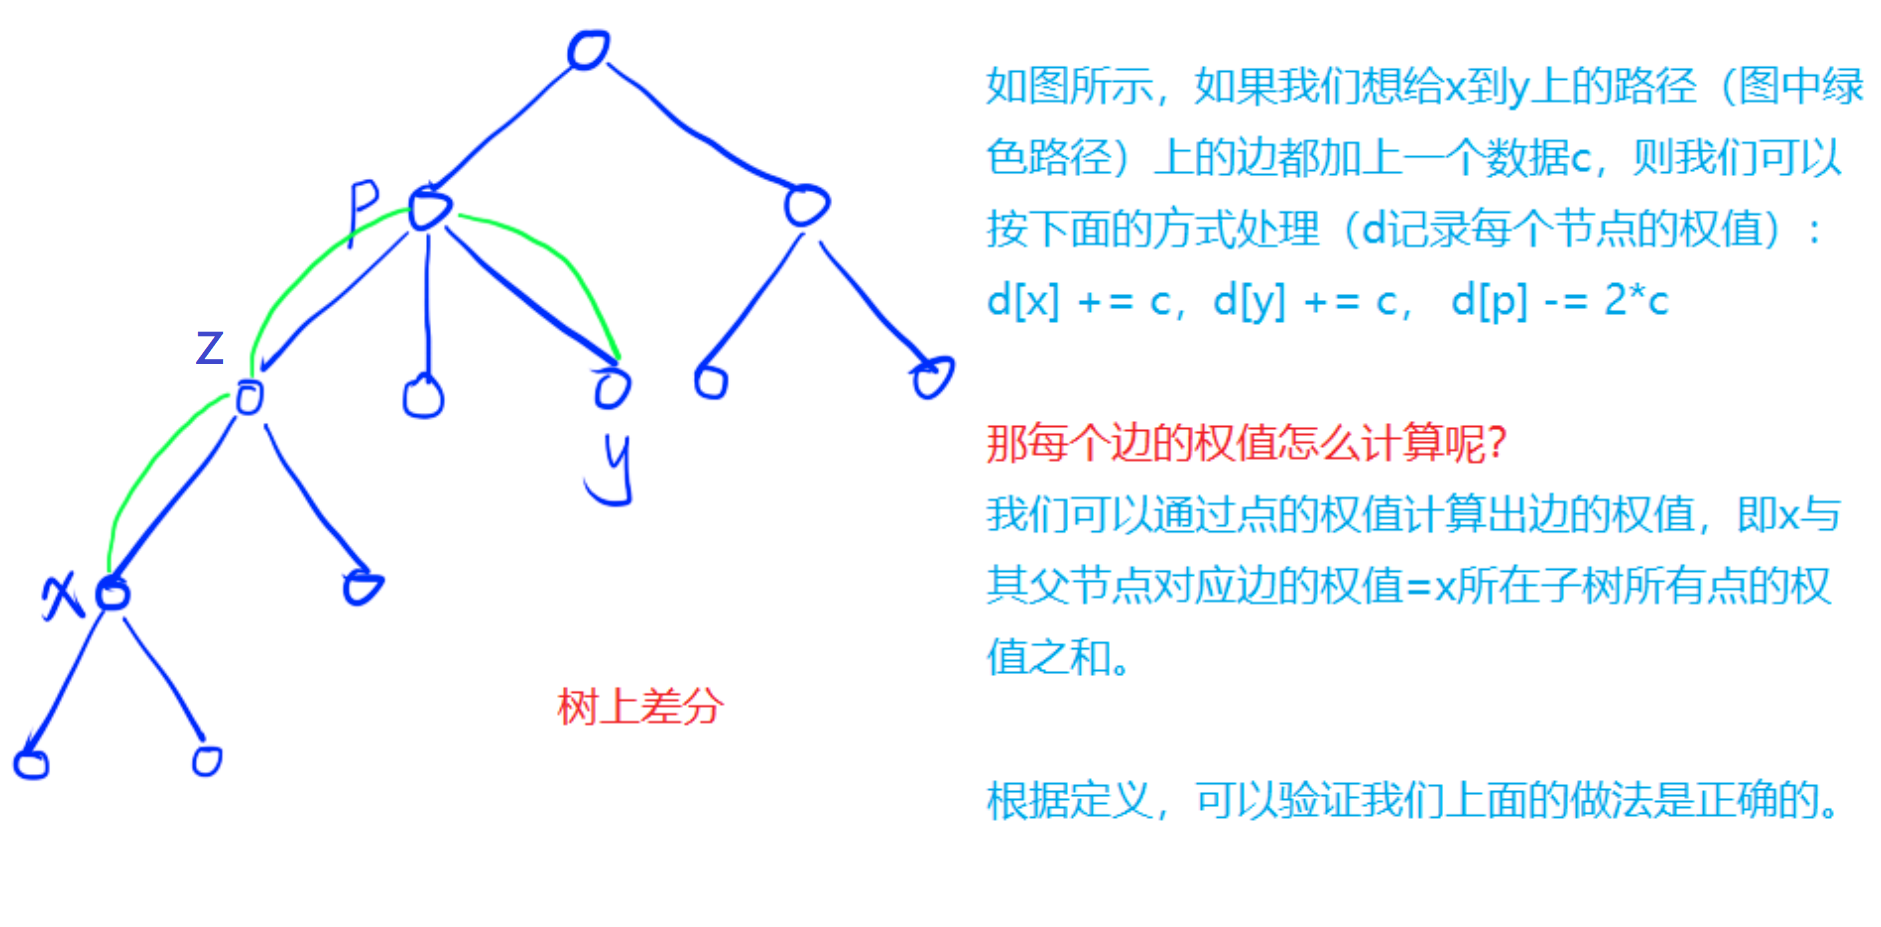 如图所示，如果我们想给x到y上的路径（图中绿
色路径）上的边都加上一个数据c，则我们可以
按下面的方式处理（d记录每个节点的权值）：
d[x] += c，d[y] += c， d[p] -= 2*c
那每个边的权值怎么计算呢？
我们可以通过点的权值计算出边的权值，即x与
其父节点对应边的权值=x所在子树所有点的权
值之和。
根据定义，可以验证我们上面的做法是正确的。
P
Z
y
x
树上差分